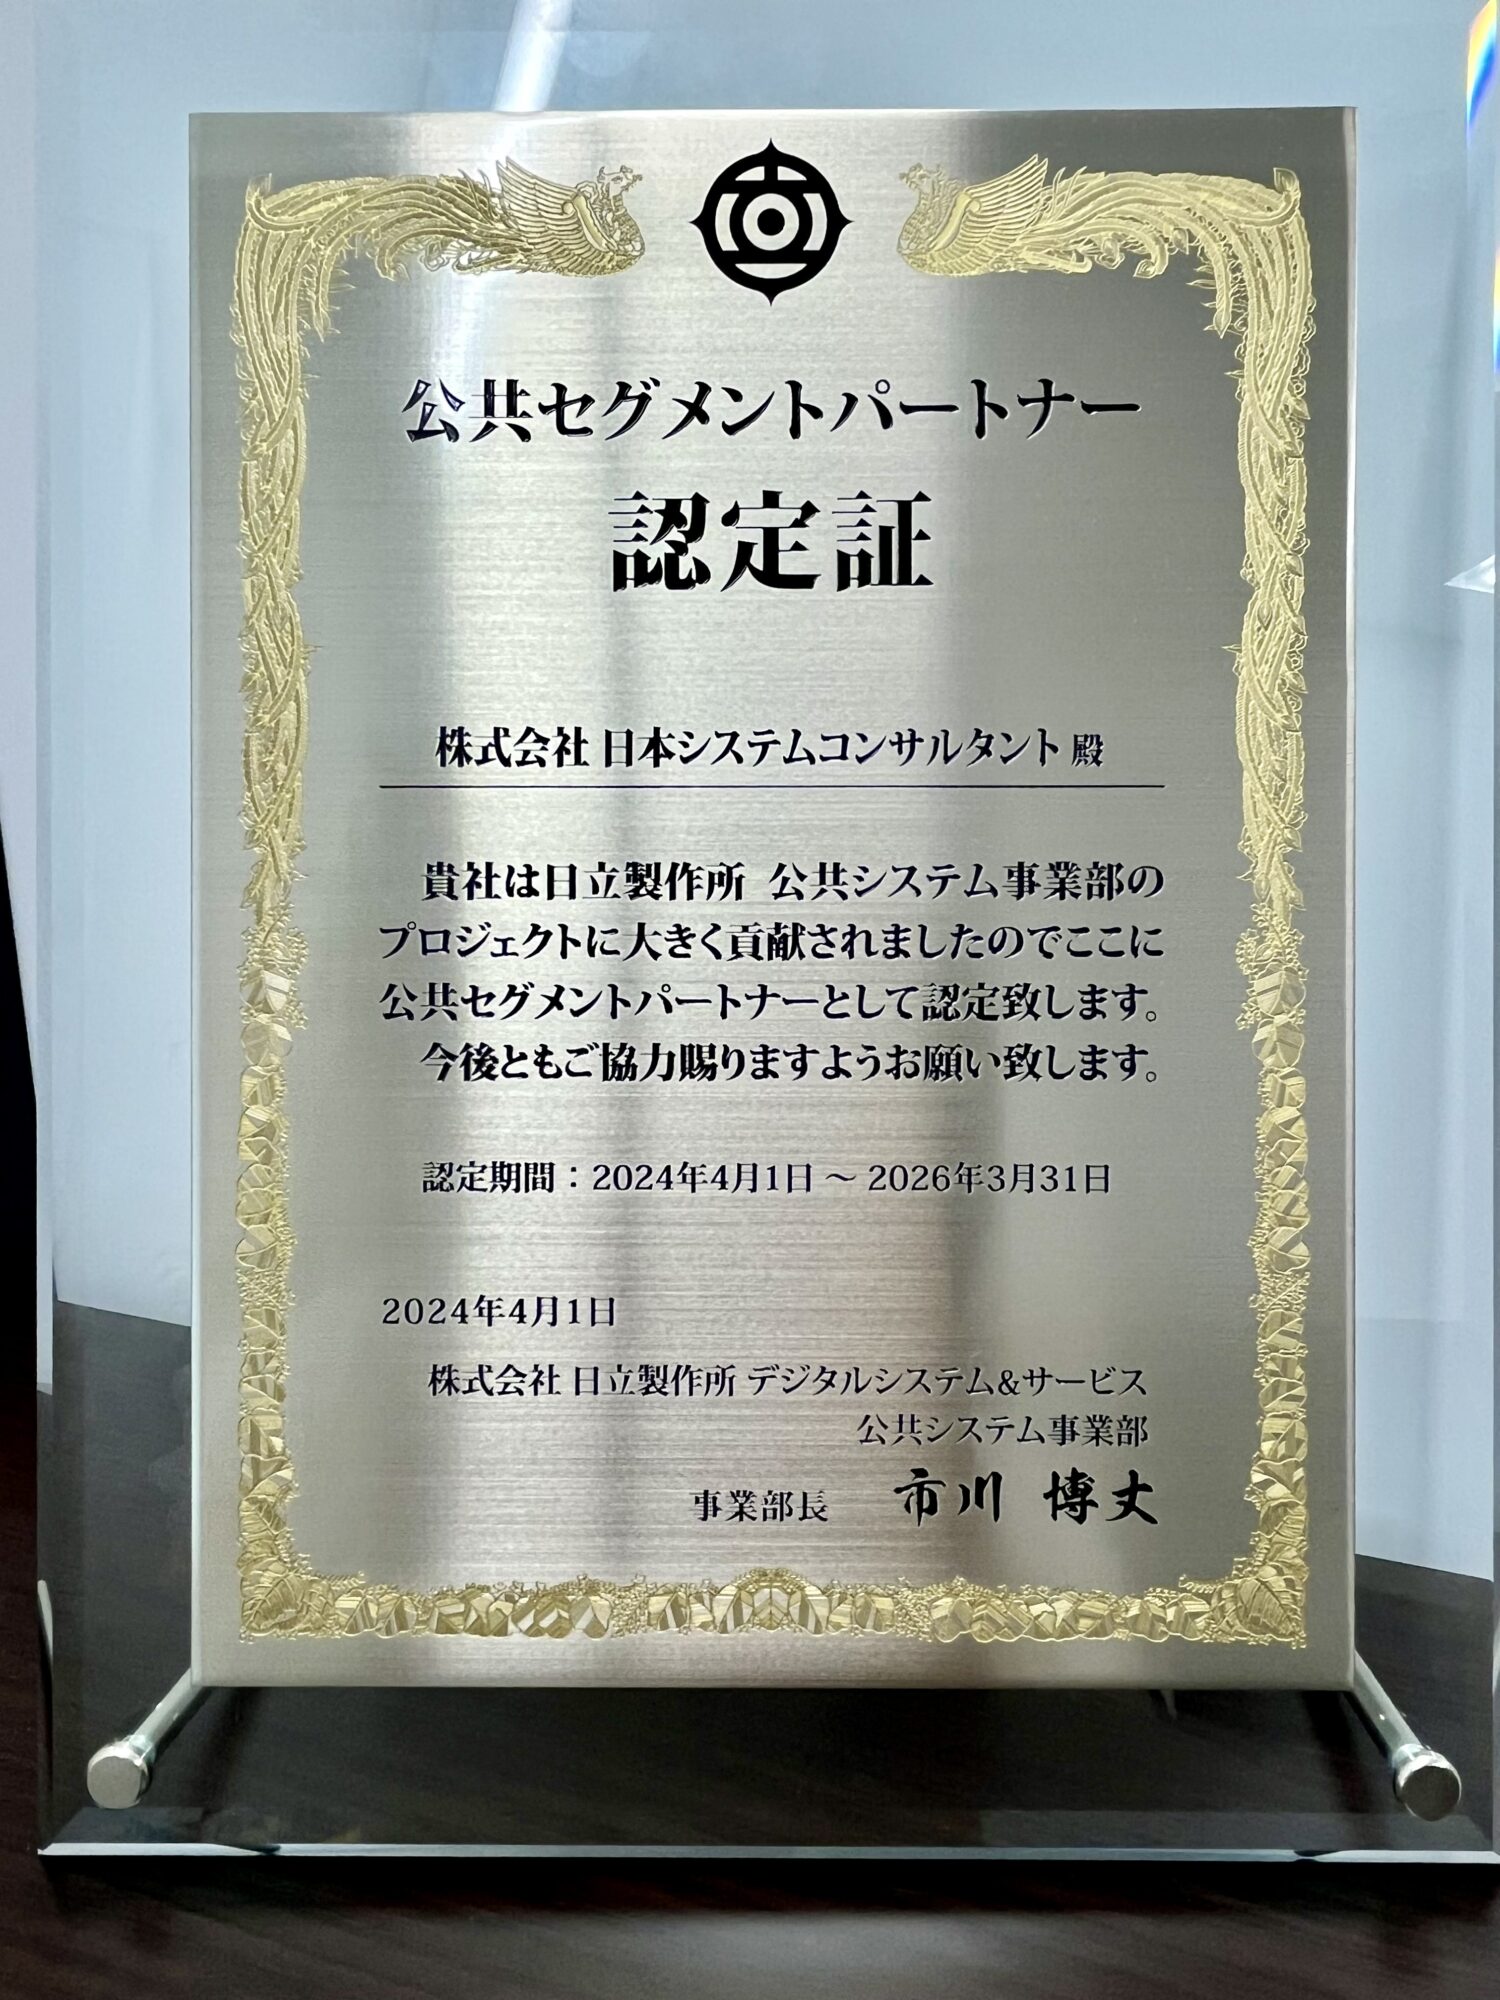 公共セグメントパートナー
認定証
株式会社 日本システムコンサルタント 殿
貴社は日立製作所 公共システム事業部の
プロジェクトに大きく貢献されましたのでここに
公共セグメントパートナーとして認定致します。
今後ともご協力賜りますようお願い致します。
認定期間：2024年4月1日 ～ 2026年3月31日
2024年4月1日
株式会社 日立製作所 デジタルシステム&サービス
公共システム事業部
事業部長 市川 博丈